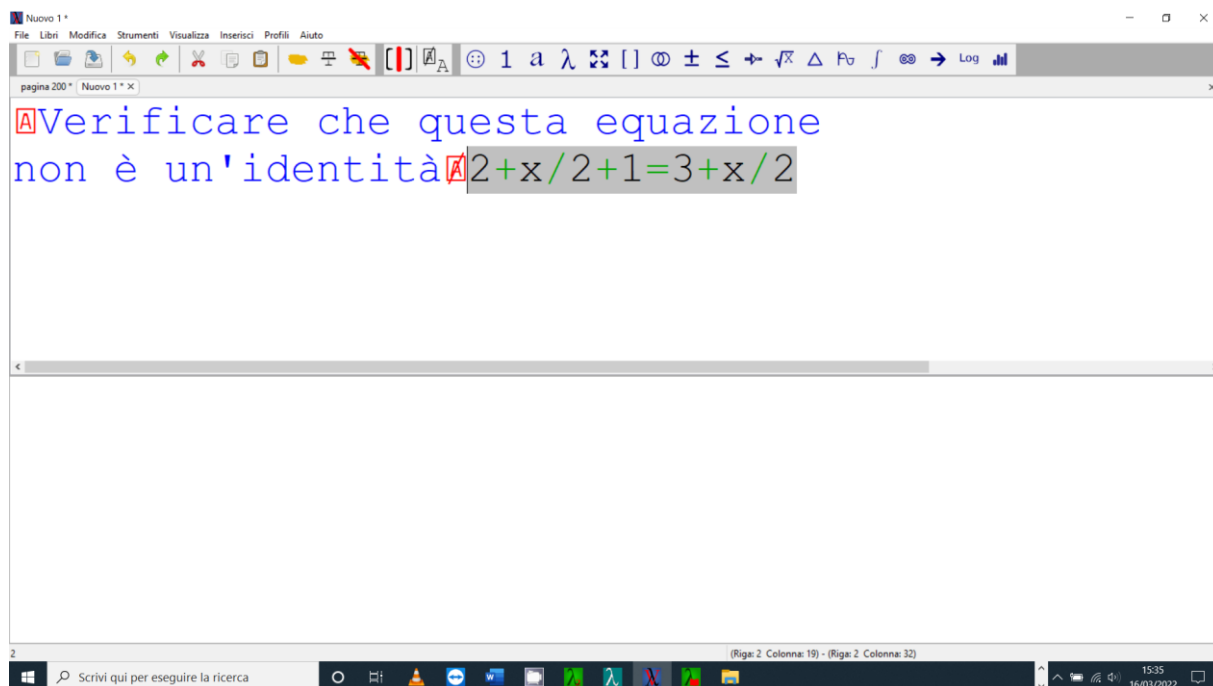 Nuovo 1 *
File Libri Modifica Strumenti Visualizza Inserisci Profili Aiuto
1 a λ [ ] ± ≤ √x Δ ∫ → Log
pagina 200 * Nuovo 1 * X
A Verificare che questa equazione
non è un'identità A 2+x/2+1=3+x/2
2 (Riga: 2 Colonna: 19) - (Riga: 2 Colonna: 32)
Scrivi qui per eseguire la ricerca
15:35
16/03/2022